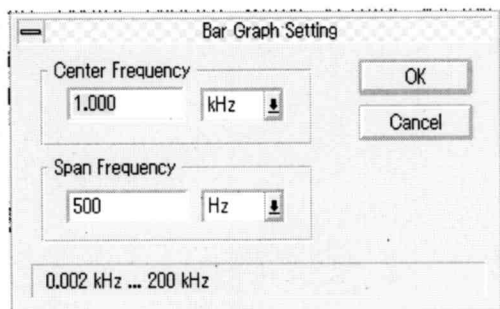 Bar Graph Setting
Center Frequency
1.000 kHz
OK
Cancel
Span Frequency
500 Hz
0.002 kHz ... 200 kHz